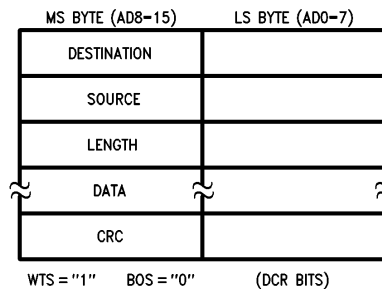 MS BYTE (AD8-15) LS BYTE (AD0-7)
DESTINATION
SOURCE
LENGTH
DATA
CRC
WTS = "1" BOS = "0" (DCR BITS)